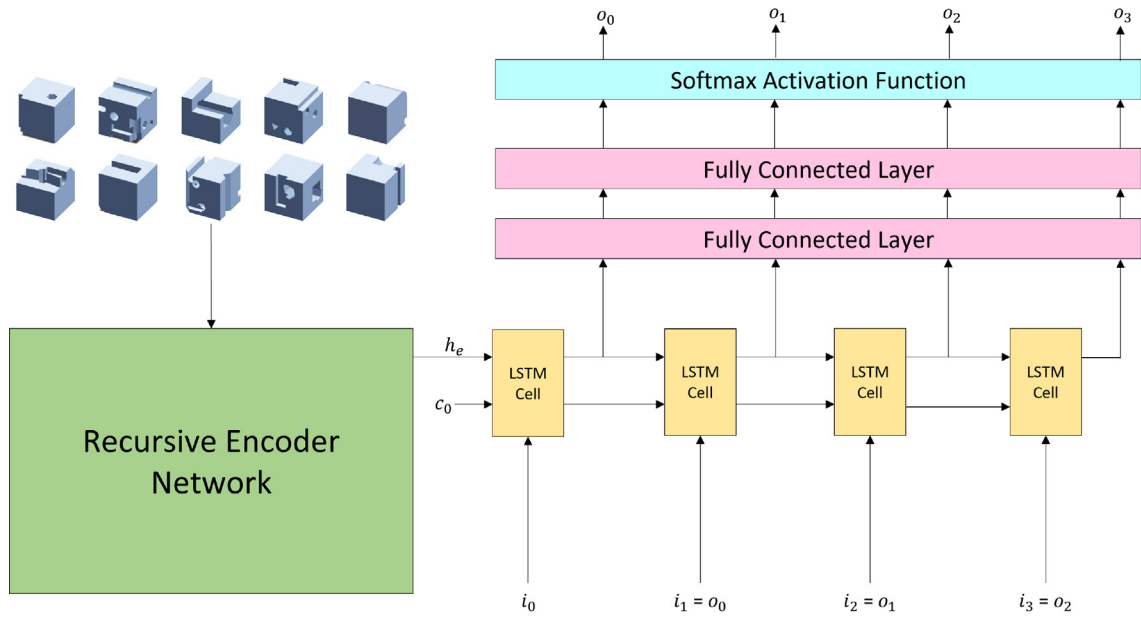 o₀ o₁ o₂ o₃
Softmax Activation Function
Fully Connected Layer
Fully Connected Layer
hₑ
c₀
LSTM
Cell
LSTM
Cell
LSTM
Cell
LSTM
Cell
Recursive Encoder
Network
i₀
i₁ = o₀
i₂ = o₁
i₃ = o₂